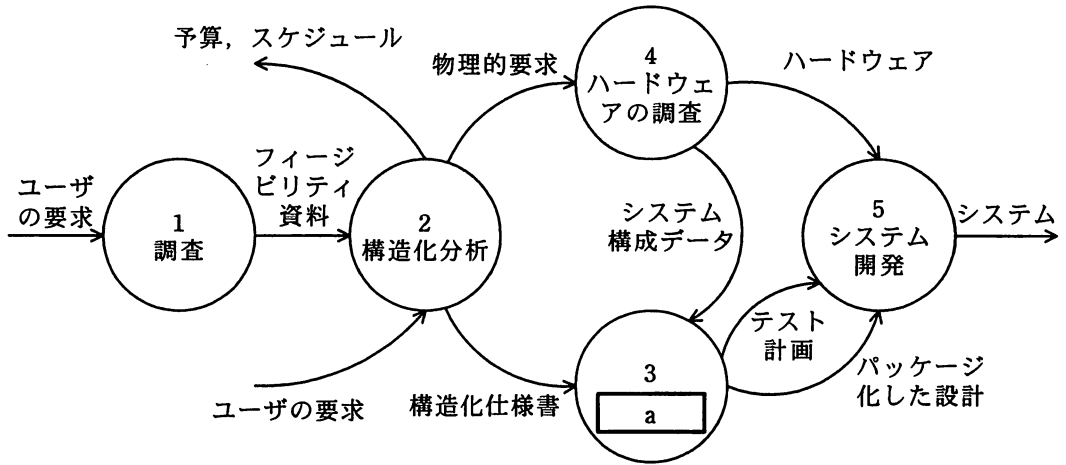 予算，スケジュール
物理的要求
4
ハードウェ
アの調査
ハードウェア
ユーザ
の要求
1
調査
フィージ
ビリティ
資料
2
構造化分析
システム
構成データ
5
システム
開発
システム
ユーザの要求
構造化仕様書
3
a
テスト
計画
パッケージ
化した設計